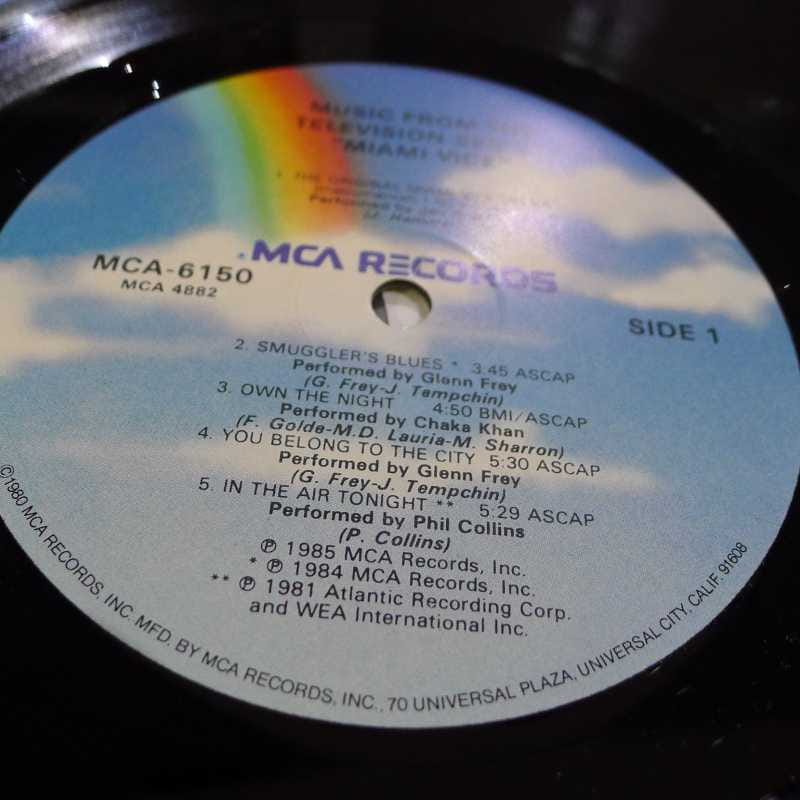 MUSIC FROM THE
TELEVISION
"MIAMI VICE"
1. THE ORIGINAL
Performed by
MCA RECORDS
MCA-6150
MCA 4882
SIDE 1
2. SMUGGLER'S BLUES * 3:45 ASCAP
Performed by Glenn Frey
(G. Frey-J. Tempchin)
3. OWN THE NIGHT 4:50 BMI/ASCAP
Performed by Chaka Khan
(F. Golde-M.D. Lauria-M. Sharron)
4. YOU BELONG TO THE CITY 5:30 ASCAP
Performed by Glenn Frey
(G. Frey-J. Tempchin)
5. IN THE AIR TONIGHT ** 5:29 ASCAP
Performed by Phil Collins
(P. Collins)
℗ 1985 MCA Records, Inc.
* ℗ 1984 MCA Records, Inc.
** ℗ 1981 Atlantic Recording Corp.
and WEA International Inc.
©1980 MCA RECORDS, INC. MFD. BY MCA RECORDS, INC., 70 UNIVERSAL PLAZA, UNIVERSAL CITY, CALIF. 91608